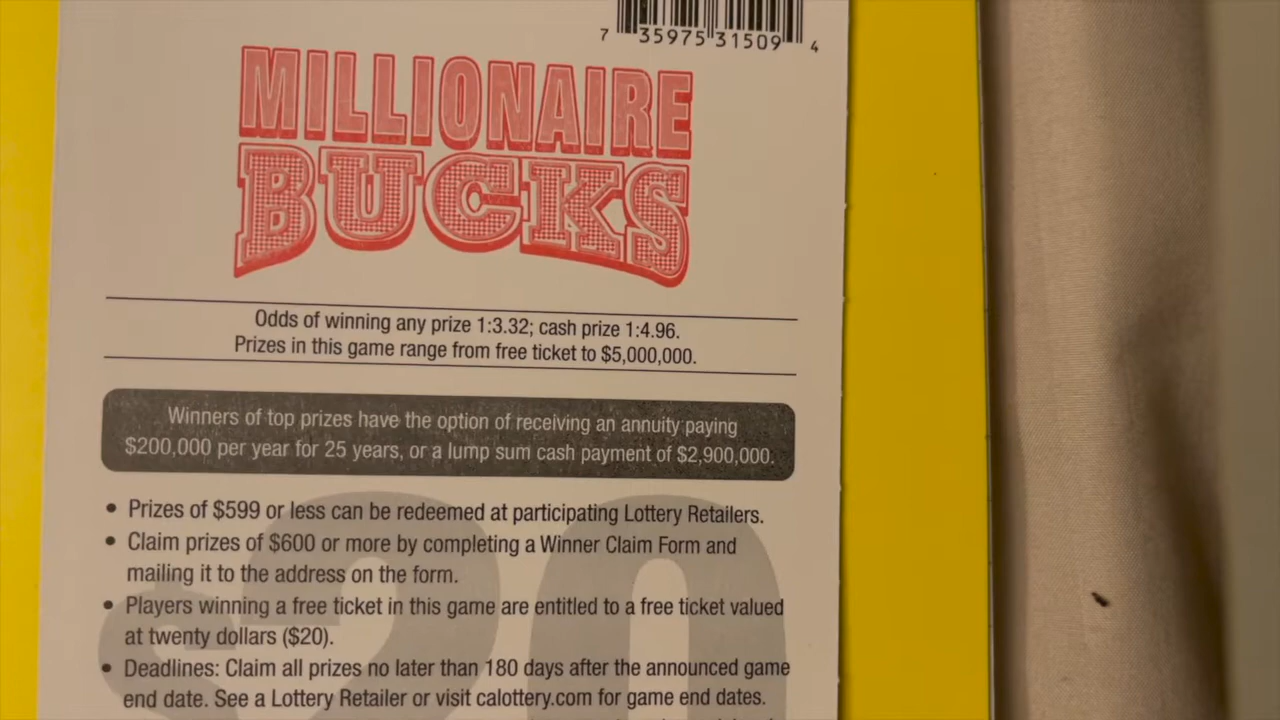 7 35975 31509 4
MILLIONAIRE
BUCKS
Odds of winning any prize 1:3.32; cash prize 1:4.96.
Prizes in this game range from free ticket to $5,000,000.
Winners of top prizes have the option of receiving an annuity paying
$200,000 per year for 25 years, or a lump sum cash payment of $2,900,000.
• Prizes of $599 or less can be redeemed at participating Lottery Retailers.
• Claim prizes of $600 or more by completing a Winner Claim Form and
mailing it to the address on the form.
• Players winning a free ticket in this game are entitled to a free ticket valued
at twenty dollars ($20).
• Deadlines: Claim all prizes no later than 180 days after the announced game
end date. See a Lottery Retailer or visit calottery.com for game end dates.
$20